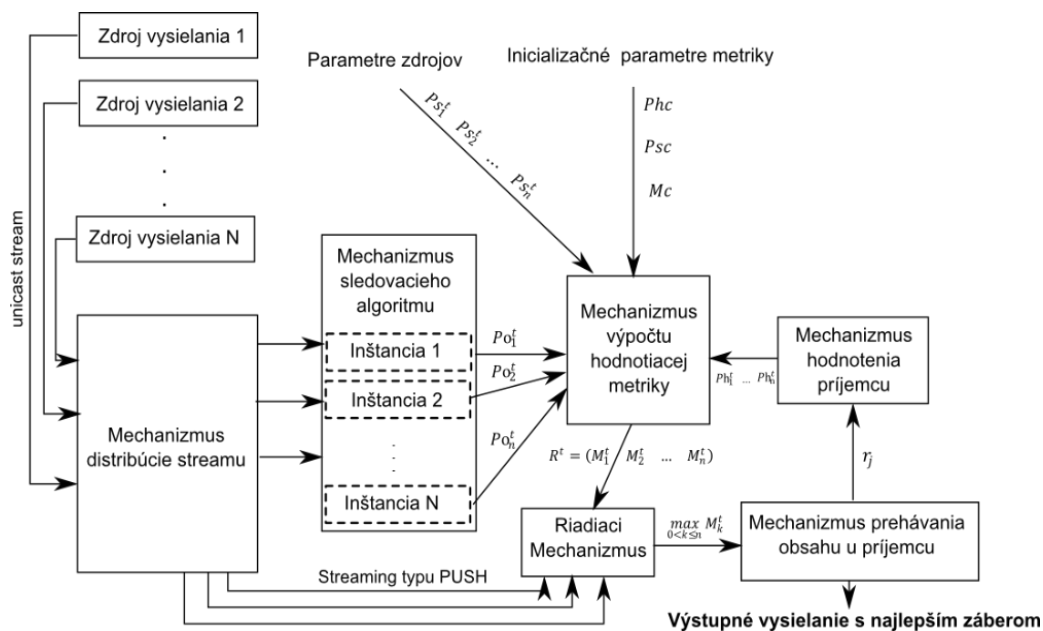 Zdroj vysielania 1
Zdroj vysielania 2
.
.
.
Zdroj vysielania N
unicast stream
Mechanizmus
distribúcie streamu
Mechanizmus
sledovacieho
algoritmu
Inštancia 1
Inštancia 2
.
.
.
.
Inštancia N
Parametre zdrojov
Ps₁ᵗ Ps₂ᵗ ... Psₙᵗ
Inicializačné parametre metriky
Phc
Psc
Mc
Po₁ᵗ
Po₂ᵗ
Poₙᵗ
Mechanizmus
výpočtu
hodnotiacej
metriky
Ph₁ᵗ ... Phₙᵗ
Mechanizmus
hodnotenia
príjemcu
Rᵗ = (M₁ᵗ M₂ᵗ ... Mₙᵗ)
rⱼ
Riadiaci
Mechanizmus
max Mₖᵗ
0<k≤n
Mechanizmus prehávania
obsahu u príjemcu
Streaming typu PUSH
Výstupné vysielanie s najlepším záberom